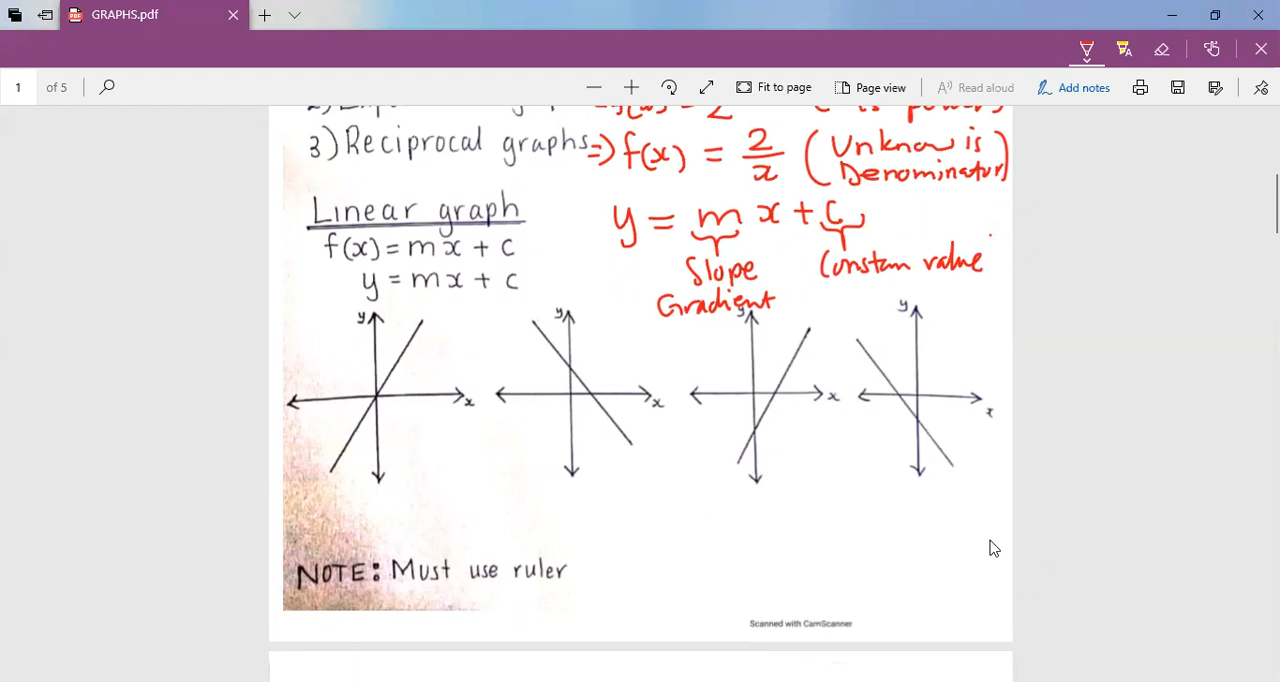 GRAPHS.pdf
1 of 5
Fit to page
Page view
Read aloud
Add notes
3) Reciprocal graphs => f(x) = 2/x (Unknow is Denominator)
Linear graph
f(x) = mx + c
y = mx + c
y = mx + c
Slope
Gradient
Constan value
y
x
y
x
y
x
y
x
NOTE: Must use ruler
Scanned with CamScanner